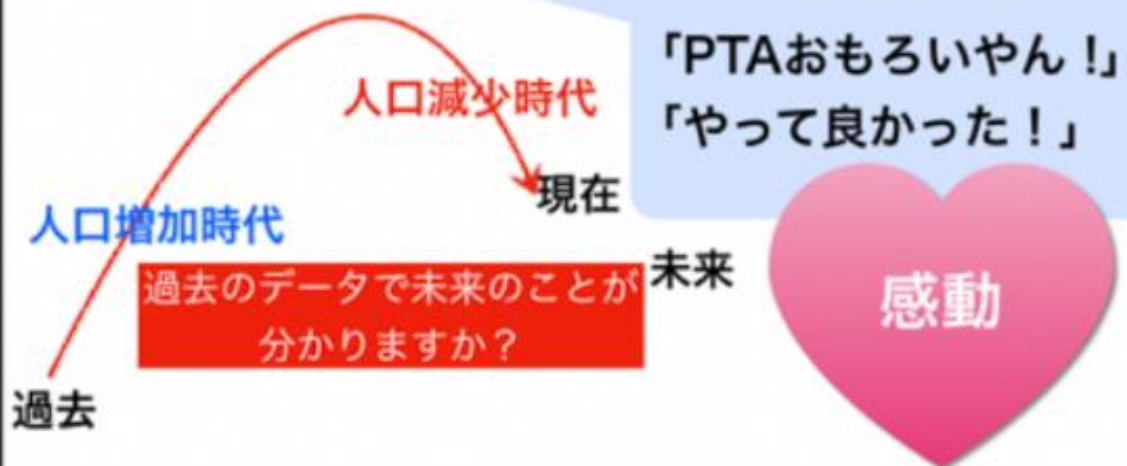 「PTAおもろいやん!」
「やって良かった！」
人口減少時代
現在
人口増加時代
未来
過去のデータで未来のことが
分かりますか？
感動
過去